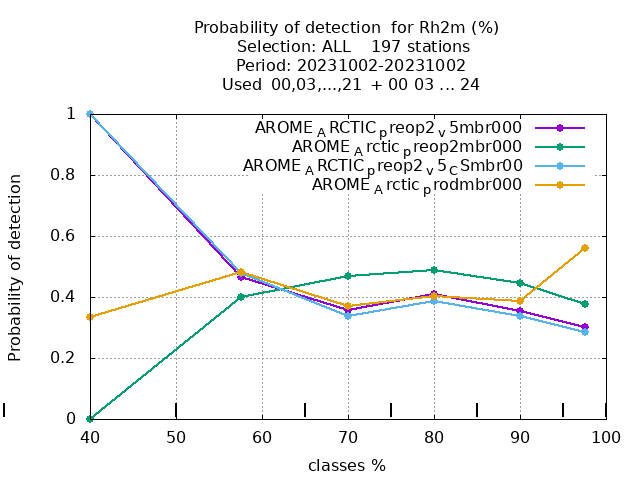 Probability of detection for Rh2m (%)
Selection: ALL 197 stations
Period: 20231002-20231002
Used 00,03,...,21 + 00 03 ... 24
AROME_ARCTIC_preop2_v5mbr000
AROME_Arctic_preop2mbr000
AROME_ARCTIC_preop2_v5_CSmbr00
AROME_Arctic_prodmbr000
Probability of detection
1
0.8
0.6
0.4
0.2
0
40 50 60 70 80 90 100
classes %